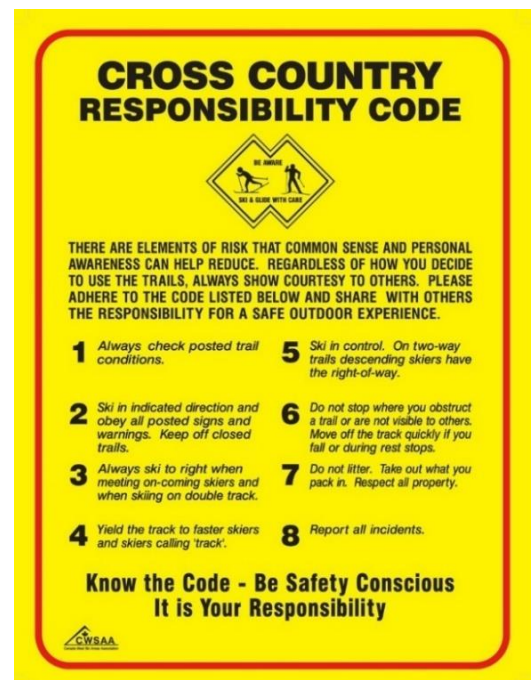 CROSS COUNTRY
RESPONSIBILITY CODE
BE AWARE
SKI & GLIDE WITH CARE
THERE ARE ELEMENTS OF RISK THAT COMMON SENSE AND PERSONAL
AWARENESS CAN HELP REDUCE. REGARDLESS OF HOW YOU DECIDE
TO USE THE TRAILS, ALWAYS SHOW COURTESY TO OTHERS. PLEASE
ADHERE TO THE CODE LISTED BELOW AND SHARE WITH OTHERS
THE RESPONSIBILITY FOR A SAFE OUTDOOR EXPERIENCE.
1 Always check posted trail
conditions.
2 Ski in indicated direction and
obey all posted signs and
warnings. Keep off closed
trails.
3 Always ski to right when
meeting on-coming skiers and
when skiing on double track.
4 Yield the track to faster skiers
and skiers calling 'track'.
5 Ski in control. On two-way
trails descending skiers have
the right-of-way.
6 Do not stop where you obstruct
a trail or are not visible to others.
Move off the track quickly if you
fall or during rest stops.
7 Do not litter. Take out what you
pack in. Respect all property.
8 Report all incidents.
Know the Code - Be Safety Conscious
It is Your Responsibility
CWSAA
Canada West Ski Areas Association